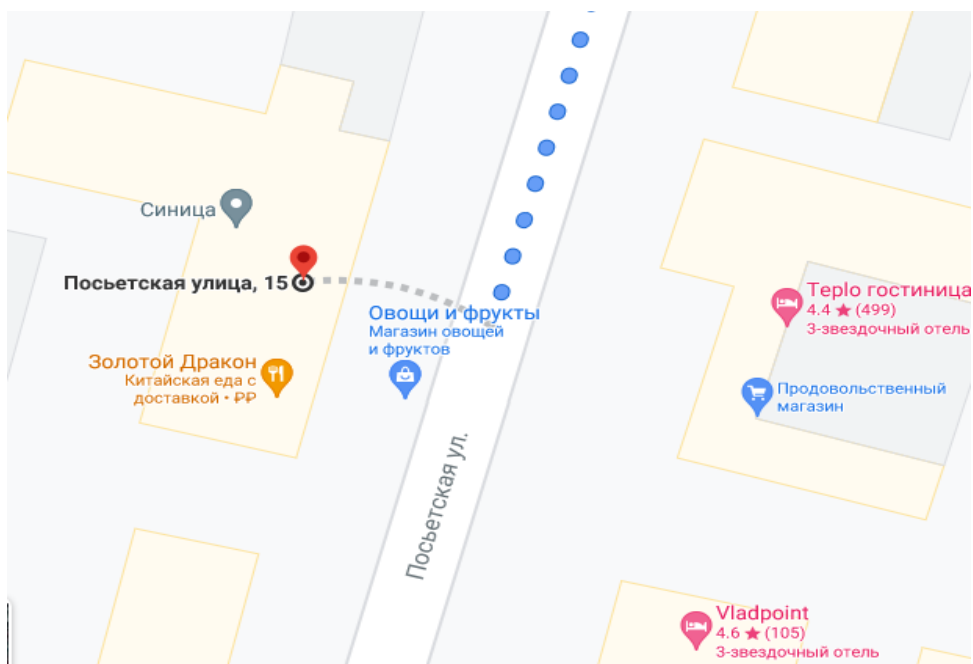 Синица
Посьетская улица, 15
Teplo гостиница
4.4 ★ (499)
3-звездочный отель
Овощи и фрукты
Магазин овощей
и фруктов
Золотой Дракон
Китайская еда с
доставкой • ₽₽
Продовольственный
магазин
Посьетская ул.
Vladpoint
4.6 ★ (105)
3-звездочный отель